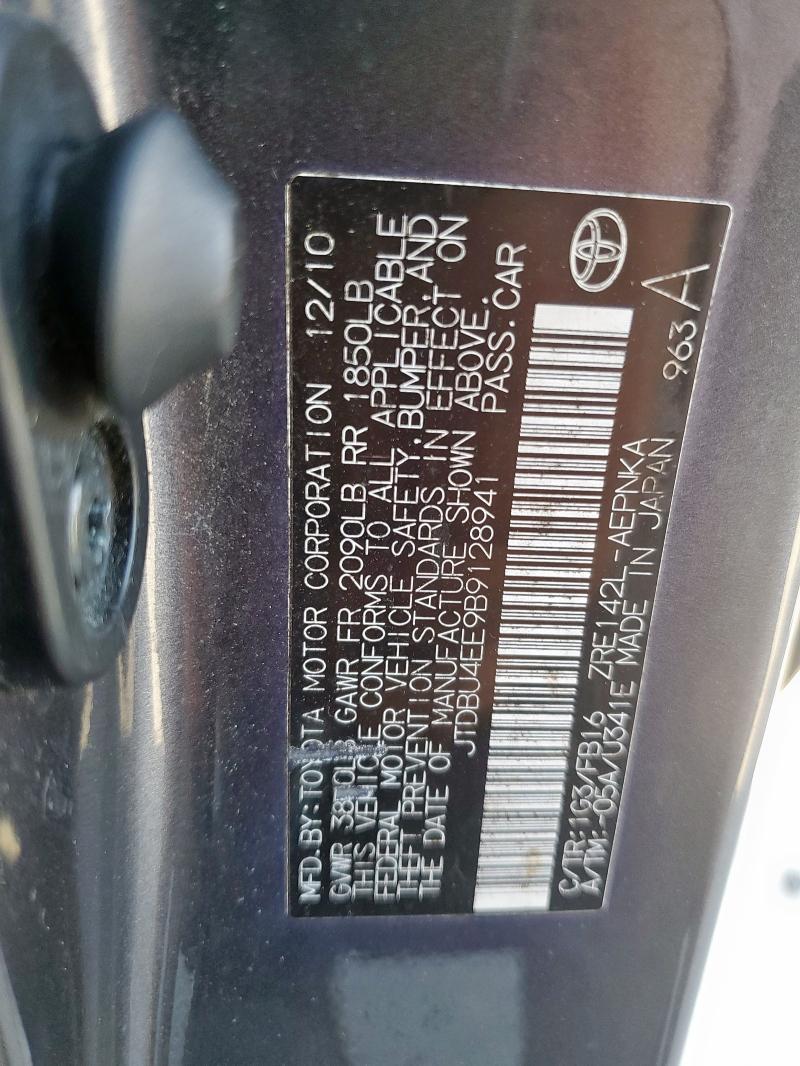 MFD.BY:TOYOTA MOTOR CORPORATION 12/10
GVWR GAWR FR 2090LB RR 1850LB
THIS VEHICLE CONFORMS TO ALL APPLICABLE
FEDERAL MOTOR VEHICLE SAFETY, BUMPER, AND
THEFT PREVENTION STANDARDS IN EFFECT ON
THE DATE OF MANUFACTURE SHOWN ABOVE.
JTDBU4EE9B9128941 PASS.CAR
C/TR:1G3/FB16 ZRE142L-AEPNKA 963 A
A/TM:-05A/U341E MADE IN JAPAN